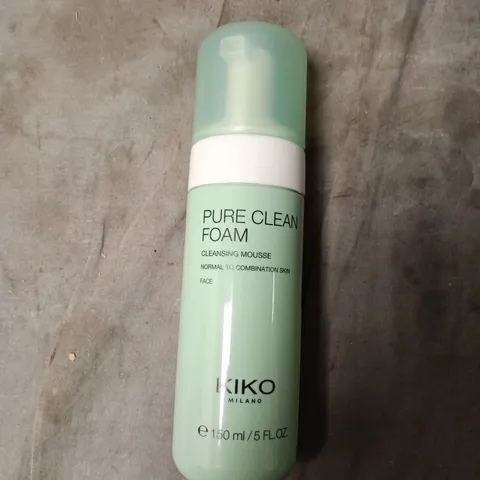 PURE CLEAN
FOAM
CLEANSING MOUSSE
NORMAL TO COMBINATION SKIN
FACE
KIKO
MILANO
℮ 150 ml / 5 FL.OZ.